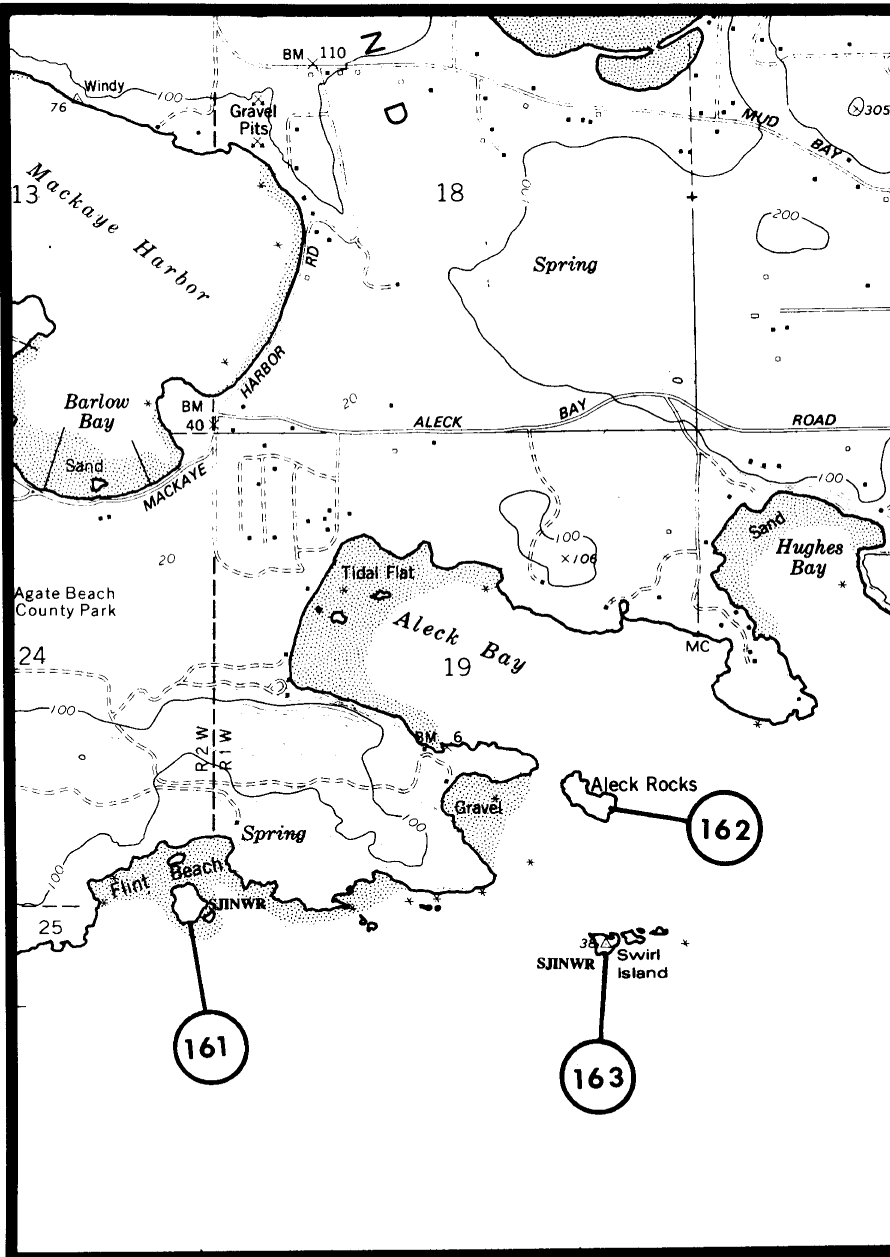 N
BM 110
Windy
76
100
Gravel
Pits
MUD
BAY
305
Mackaye Harbor
13
18
100
200
RD
Spring
HARBOR
Barlow
Bay
BM
40
20
ALECK
BAY
ROAD
Sand
MACKAYE
100
Sand
Hughes
Bay
100
106
20
Tidal Flat
Agate Beach
County Park
Aleck Bay
MC
24
19
100
R 2 W
R 1 W
BM 6
Aleck Rocks
Gravel
162
100
Spring
100
Flint Beach
SJINWR
25
38
Swirl
Island
SJINWR
161
163